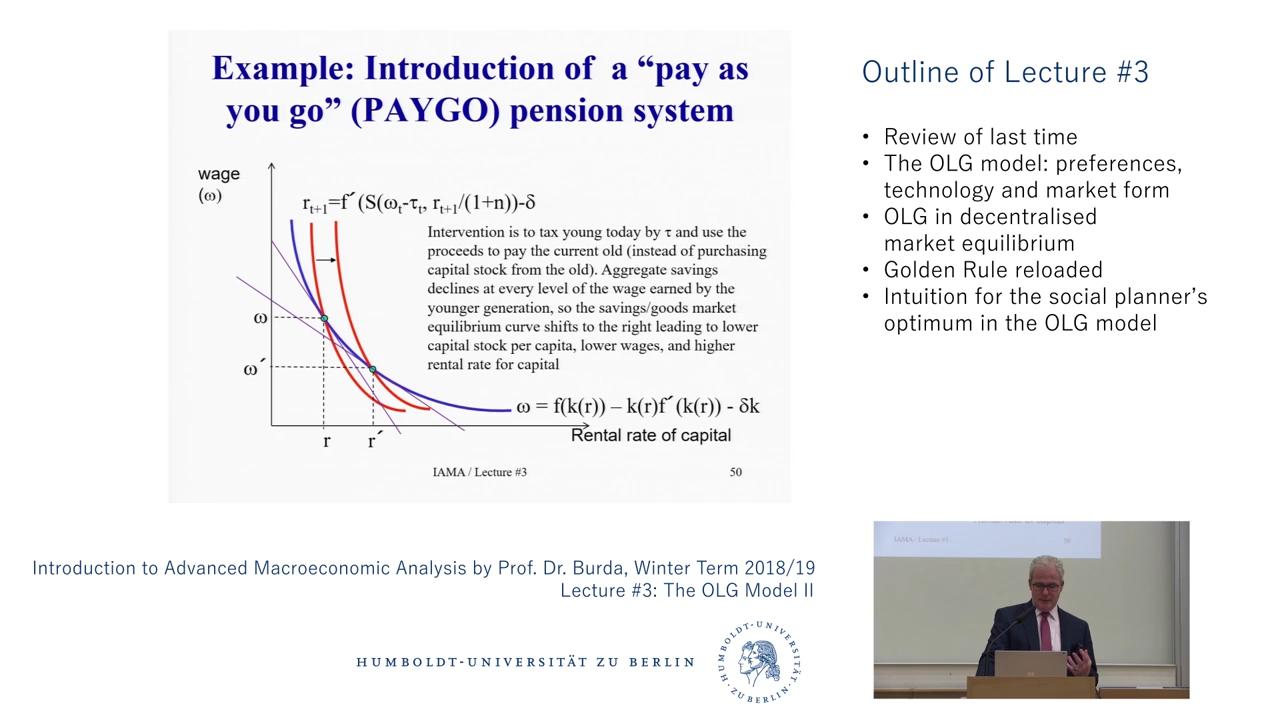 Example: Introduction of a “pay as
you go” (PAYGO) pension system
wage
(ω)
rt+1=f´(S(ωt-τt, rt+1/(1+n))-δ
Intervention is to tax young today by τ and use the
proceeds to pay the current old (instead of purchasing
capital stock from the old). Aggregate savings
declines at every level of the wage earned by the
younger generation, so the savings/goods market
equilibrium curve shifts to the right leading to lower
capital stock per capita, lower wages, and higher
rental rate for capital
ω
ω´
ω = f(k(r)) – k(r)f´(k(r)) - δk
r
r´
Rental rate of capital
IAMA / Lecture #3
50
Outline of Lecture #3
• Review of last time
• The OLG model: preferences,
technology and market form
• OLG in decentralised
market equilibrium
• Golden Rule reloaded
• Intuition for the social planner’s
optimum in the OLG model
Introduction to Advanced Macroeconomic Analysis by Prof. Dr. Burda, Winter Term 2018/19
Lecture #3: The OLG Model II
HUMBOLDT-UNIVERSITÄT ZU BERLIN
HUMBOLDT-UNIVERSITÄT
ZU BERLIN